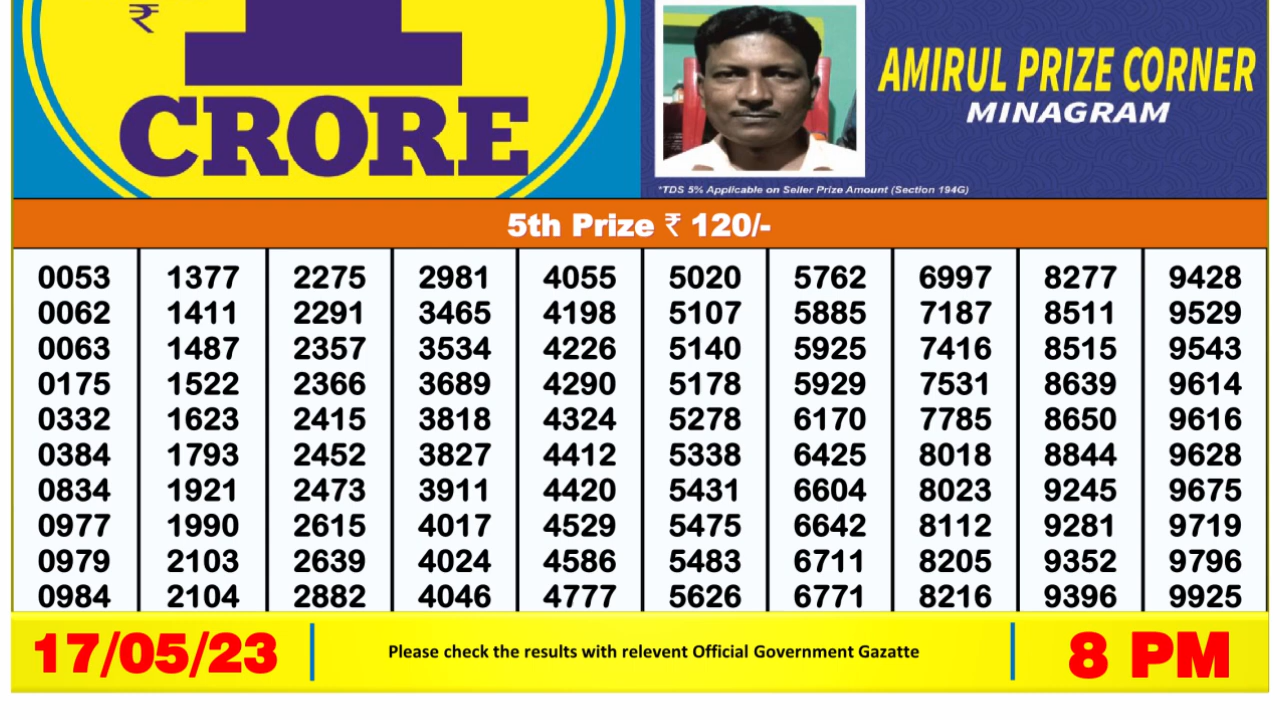 ₹
1
CRORE
AMIRUL PRIZE CORNER
MINAGRAM
*TDS 5% Applicable on Seller Prize Amount (Section 194G)
5th Prize ₹ 120/-
0053 1377 2275 2981 4055 5020 5762 6997 8277 9428
0062 1411 2291 3465 4198 5107 5885 7187 8511 9529
0063 1487 2357 3534 4226 5140 5925 7416 8515 9543
0175 1522 2366 3689 4290 5178 5929 7531 8639 9614
0332 1623 2415 3818 4324 5278 6170 7785 8650 9616
0384 1793 2452 3827 4412 5338 6425 8018 8844 9628
0834 1921 2473 3911 4420 5431 6604 8023 9245 9675
0977 1990 2615 4017 4529 5475 6642 8112 9281 9719
0979 2103 2639 4024 4586 5483 6711 8205 9352 9796
0984 2104 2882 4046 4777 5626 6771 8216 9396 9925
17/05/23
Please check the results with relevent Official Government Gazatte
8 PM